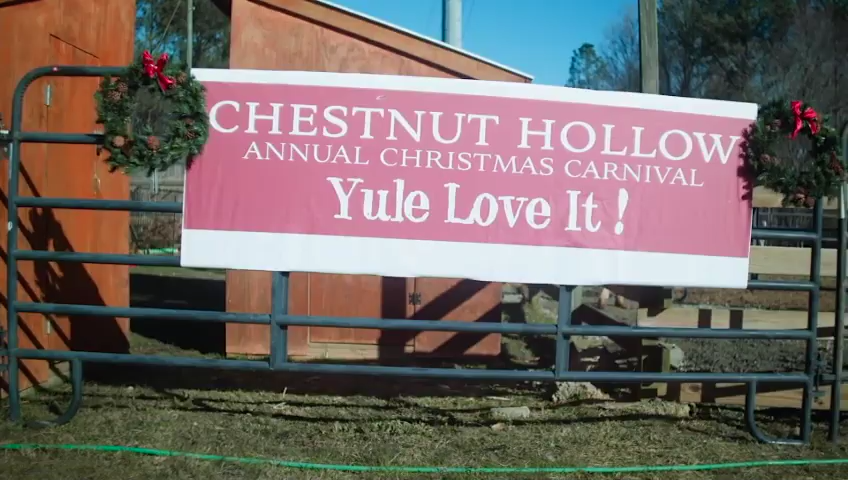 CHESTNUT HOLLOW
ANNUAL CHRISTMAS CARNIVAL
Yule Love It!